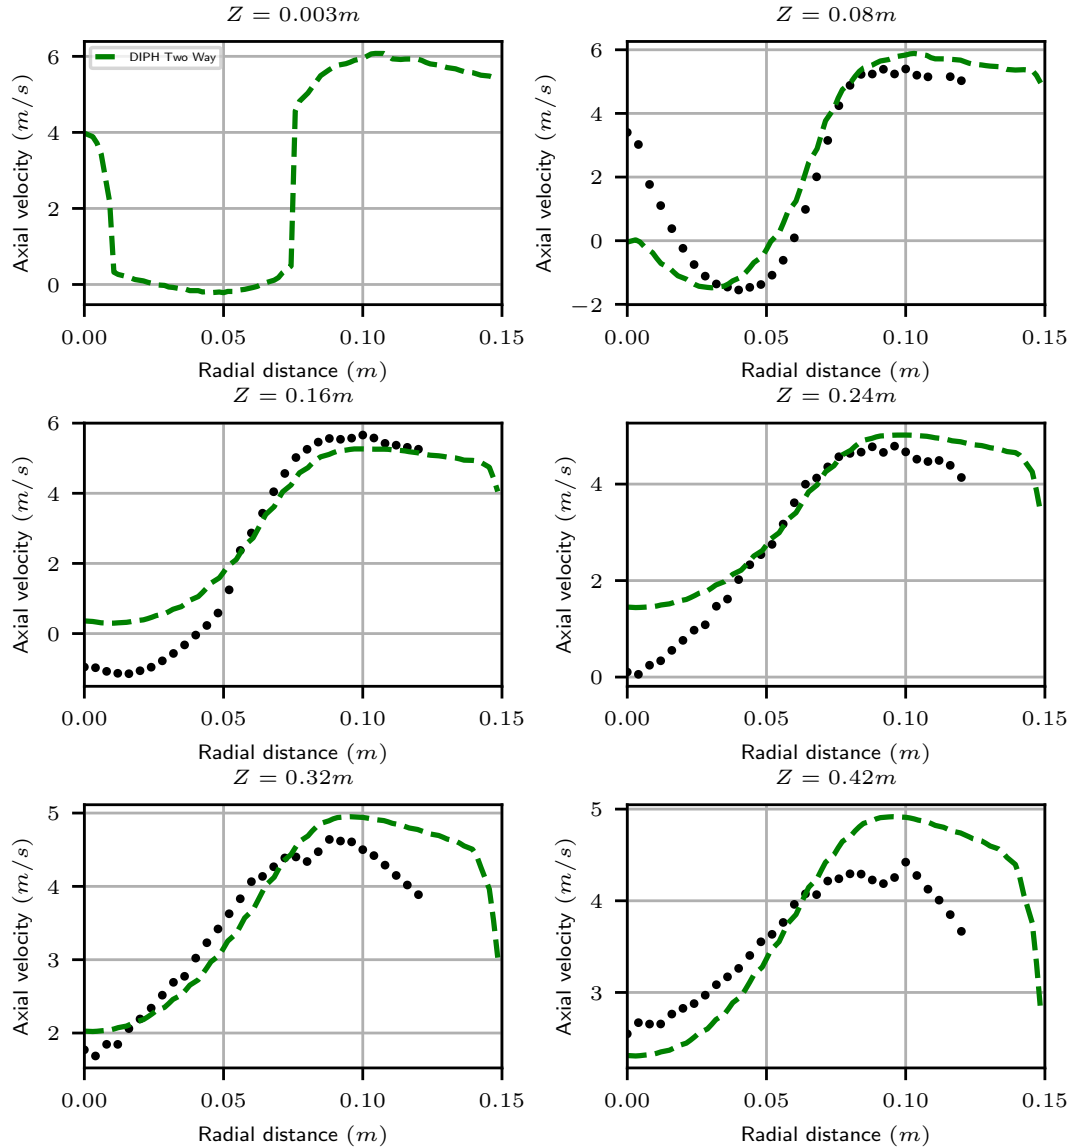 Z = 0.003m
Axial velocity (m/s)
6
4
2
0
DIPH Two Way
0.00 0.05 0.10 0.15
Radial distance (m)
Z = 0.08m
Axial velocity (m/s)
6
4
2
0
−2
0.00 0.05 0.10 0.15
Radial distance (m)
Z = 0.16m
Axial velocity (m/s)
6
4
2
0
0.00 0.05 0.10 0.15
Radial distance (m)
Z = 0.24m
Axial velocity (m/s)
4
2
0
0.00 0.05 0.10 0.15
Radial distance (m)
Z = 0.32m
Axial velocity (m/s)
5
4
3
2
0.00 0.05 0.10 0.15
Radial distance (m)
Z = 0.42m
Axial velocity (m/s)
5
4
3
0.00 0.05 0.10 0.15
Radial distance (m)